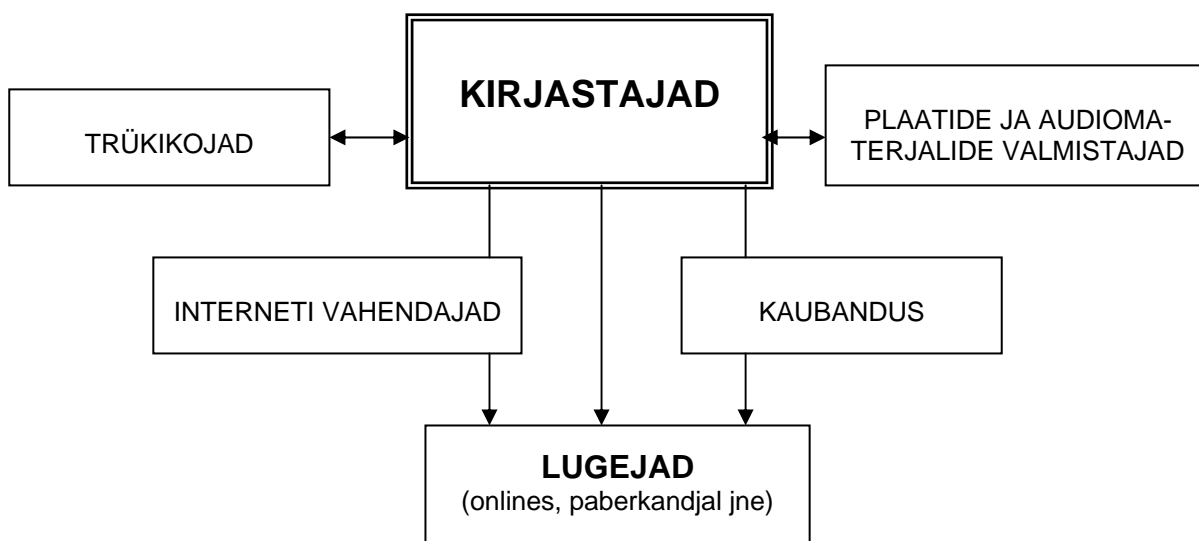 KIRJASTAJAD
TRÜKIKOJAD
PLAATIDE JA AUDIOMA-
TERJALIDE VALMISTAJAD
INTERNETI VAHENDAJAD
KAUBANDUS
LUGEJAD
(onlines, paberkandjal jne)